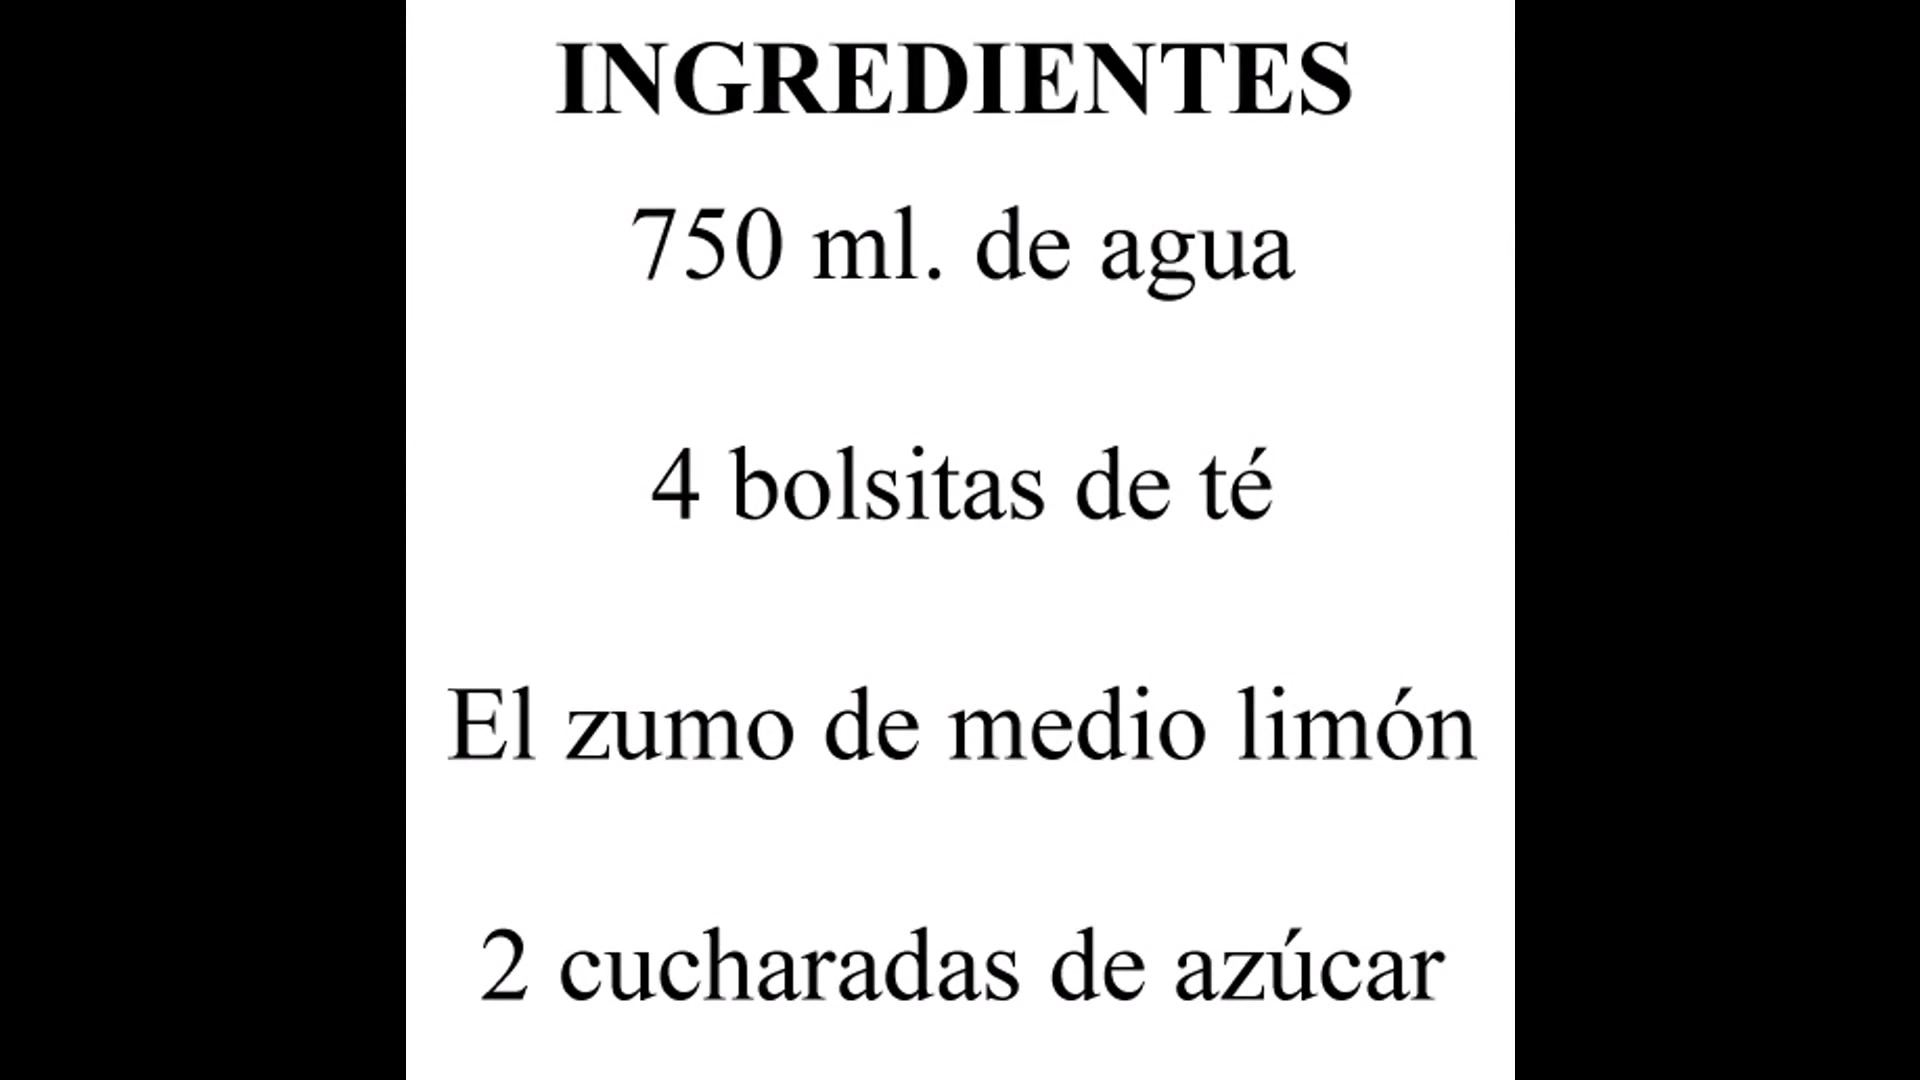 INGREDIENTES
750 ml. de agua
4 bolsitas de té
El zumo de medio limón
2 cucharadas de azúcar